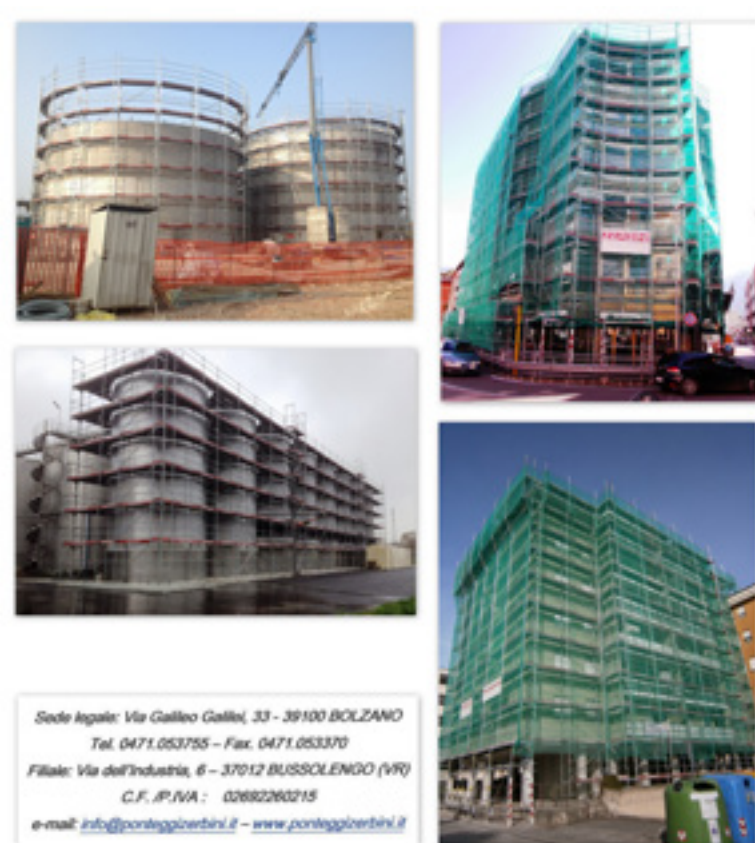 Sede legale: Via Galileo Galilei, 33 - 39100 BOLZANO
Tel. 0471.053755 – Fax. 0471.053370
Filiale: Via dell'Industria, 6 – 37012 BUSSOLENGO (VR)
C.F. /P.IVA : 02692260215
e-mail: info@ponteggizerbini.it – www.ponteggizerbini.it